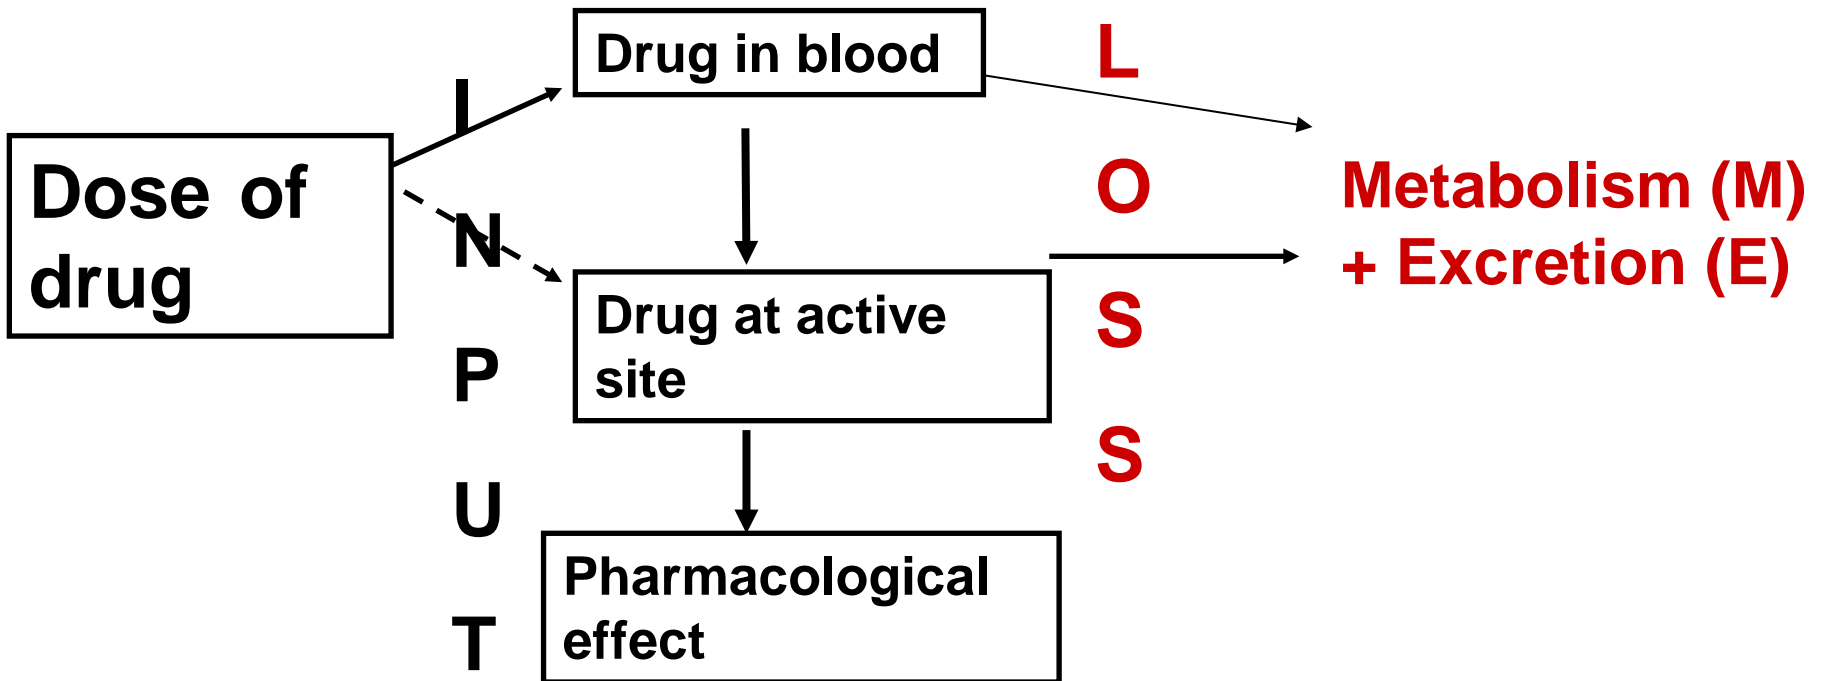 Drug in blood
Dose of
drug
Drug at active
site
Pharmacological
effect
I
N
P
U
T
L
O
S
S
Metabolism (M)
+ Excretion (E)